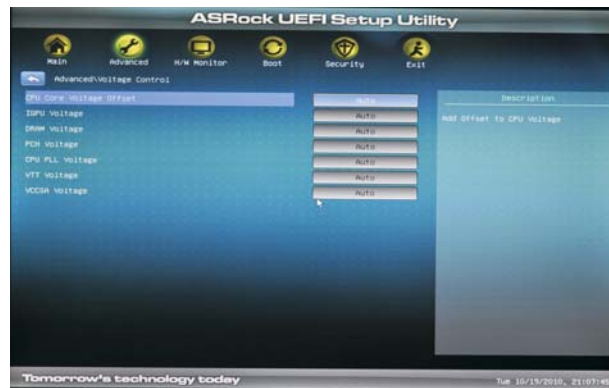 ASRock UEFI Setup Utility
Main Advanced H/W Monitor Boot Security Exit
Advanced\Voltage Control
CPU Core Voltage Offset Auto
IGPU Voltage Auto
DRAM Voltage Auto
PCH Voltage Auto
CPU PLL Voltage Auto
VTT Voltage Auto
VCCSA Voltage Auto
Description
Add Offset to CPU Voltage
Tomorrow's technology today
Tue 10/19/2010, 21:07:45